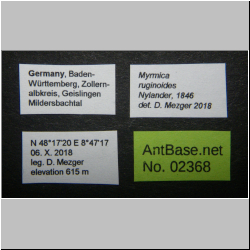 Germany, Baden-
Württemberg, Zollern-
albkreis, Geislingen
Mildersbachtal
Myrmica
ruginoides
Nylander, 1846
det. D. Mezger 2018
N 48°17'20 E 8°47'17
06. X. 2018
leg. D. Mezger
elevation 615 m
AntBase.net
No. 02368